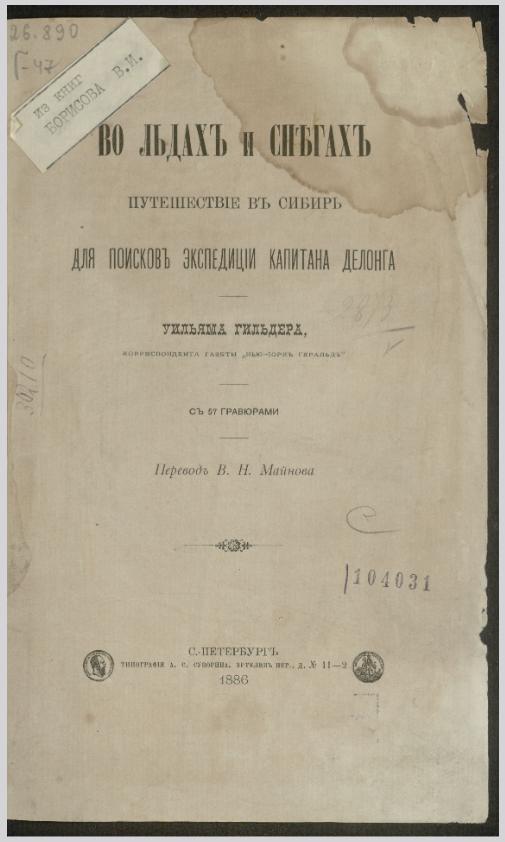 26.890
Г-47
ИЗ КНИГ
БОРИСОВА В.И.
ВО ЛЬДАХЪ И СНѢГАХЪ
ПУТЕШЕСТВІЕ ВЪ СИБИРЬ
ДЛЯ ПОИСКОВЪ ЭКСПЕДИЦІИ КАПИТАНА ДЕЛОНГА
УИЛЬЯМА ГИЛЬДЕРА,
КОРРЕСПОНДЕНТА ГАЗЕТЫ „НЬЮ-ІОРКЪ ГЕРАЛЬДЪ"
СЪ 57 ГРАВЮРАМИ
Переводъ В. Н. Майнова
104031
С.-ПЕТЕРБУРГЪ
ТИПОГРАФІЯ А. С. СУВОРИНА. ЭРТЕЛЕВЪ ПЕР., Д. № 11—2
1886